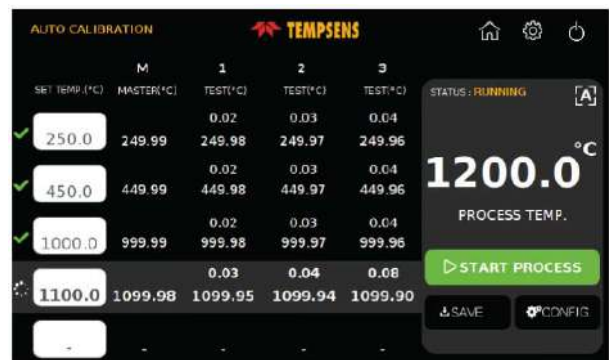 AUTO CALIBRATION
TEMPSENS
M 1 2 3
SET TEMP.(°C) MASTER(°C) TEST(°C) TEST(°C) TEST(°C)
0.02 0.03 0.04
250.0 249.99 249.98 249.97 249.96
0.02 0.03 0.04
450.0 449.99 449.98 449.97 449.96
0.02 0.03 0.04
1000.0 999.99 999.98 999.97 999.96
0.03 0.04 0.08
1100.0 1099.98 1099.95 1099.94 1099.90
- - - - -
STATUS : RUNNING [A]
1200.0 °C
PROCESS TEMP.
START PROCESS
SAVE CONFIG